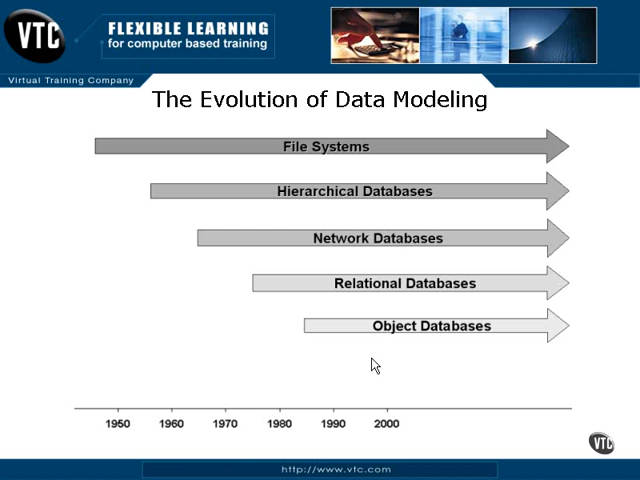 VTC
FLEXIBLE LEARNING
for computer based training
Virtual Training Company
The Evolution of Data Modeling
File Systems
Hierarchical Databases
Network Databases
Relational Databases
Object Databases
1950 1960 1970 1980 1990 2000
VTC
http://www.vtc.com